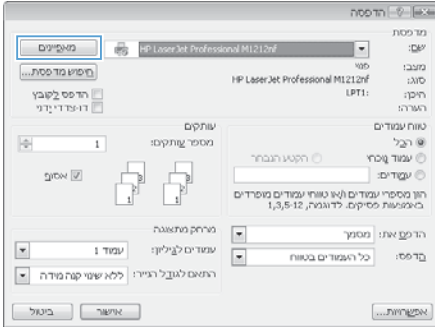 הדפסה
מדפסת
שם: HP LaserJet Professional M1212nf מאפיינים
מצב: פנוי
סוג: HP LaserJet Professional M1212nf חיפוש מדפסת...
היכן: LPT1: הדפס לקובץ
הערה: דו-צדדי ידני
טווח עמודים
הכל
עמוד נוכחי הקטע הנבחר
עמודים:
הזן מספרי עמודים ו/או טווחי עמודים מופרדים
באמצעות פסיקים. לדוגמה, 1,3,5-12
עותקים
מספר עותקים: 1
אסוף
הדפס את: מסמך
הדפס: כל העמודים בטווח
מרחק מתצוגה
עמודים לגיליון: עמוד 1
התאם לגודל הנייר: ללא שינוי קנה מידה
אפשרויות... אישור ביטול